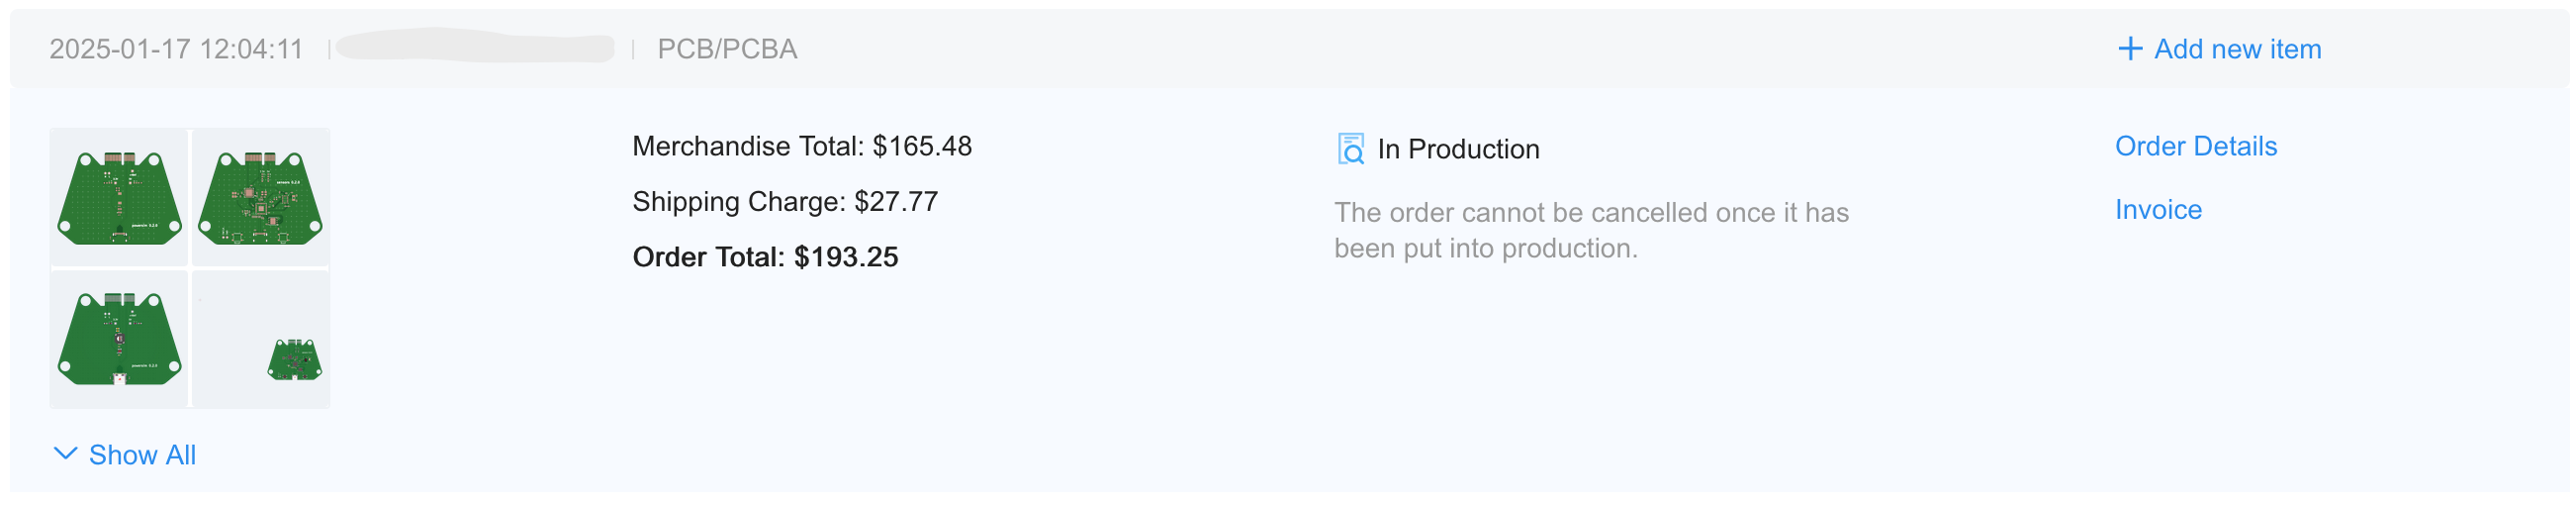 2025-01-17 12:04:11 | | PCB/PCBA
+ Add new item
Merchandise Total: $165.48
Shipping Charge: $27.77
Order Total: $193.25
In Production
The order cannot be cancelled once it has
been put into production.
Order Details
Invoice
Show All